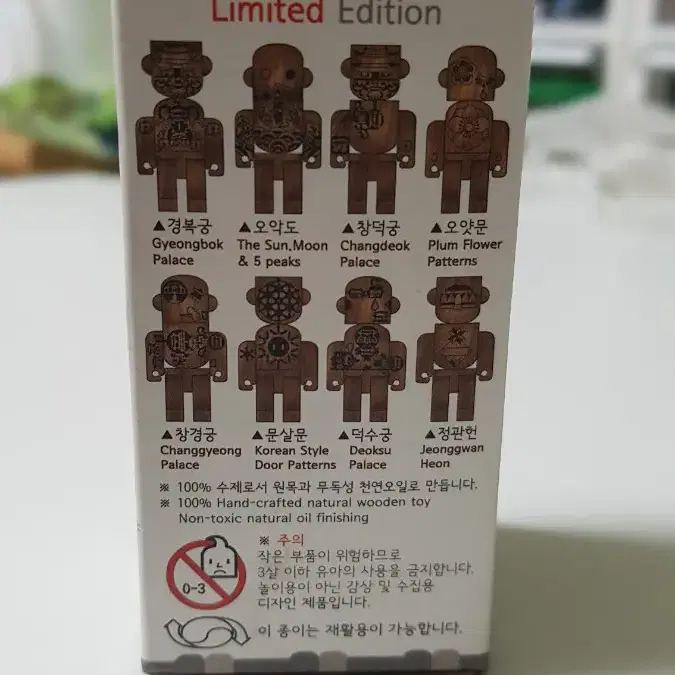 Limited Edition
▲경복궁 ▲오악도 ▲창덕궁 ▲오얏문
Gyeongbok The Sun.Moon Changdeok Plum Flower
Palace & 5 peaks Palace Patterns
▲창경궁 ▲문살문 ▲덕수궁 ▲정관헌
Changgyeong Korean Style Deoksu Jeonggwan
Palace Door Patterns Palace Heon
※ 100% 수제로서 원목과 무독성 천연오일로 만듭니다.
※ 100% Hand-crafted natural wooden toy
Non-toxic natural oil finishing
※ 주의
작은 부품이 위험하므로
3살 이하 유아의 사용을 금지합니다.
놀이용이 아닌 감상 및 수집용
디자인 제품입니다.
0-3
이 종이는 재활용이 가능합니다.